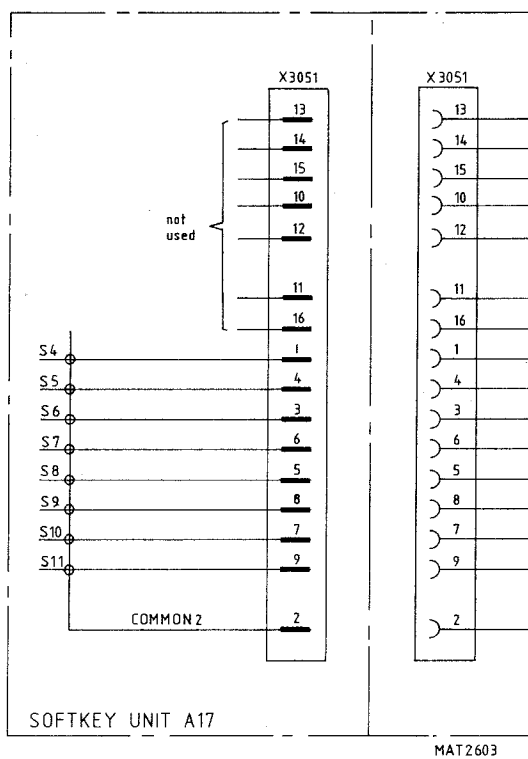 X3051 X3051
13 13
14 14
15 15
10 10
not
used
12 12
11 11
16 16
S4 1 1
S5 4 4
S6 3 3
S7 6 6
S8 5 5
S9 8 8
S10 7 7
S11 9 9
COMMON 2 2 2
SOFTKEY UNIT A17
MAT2603